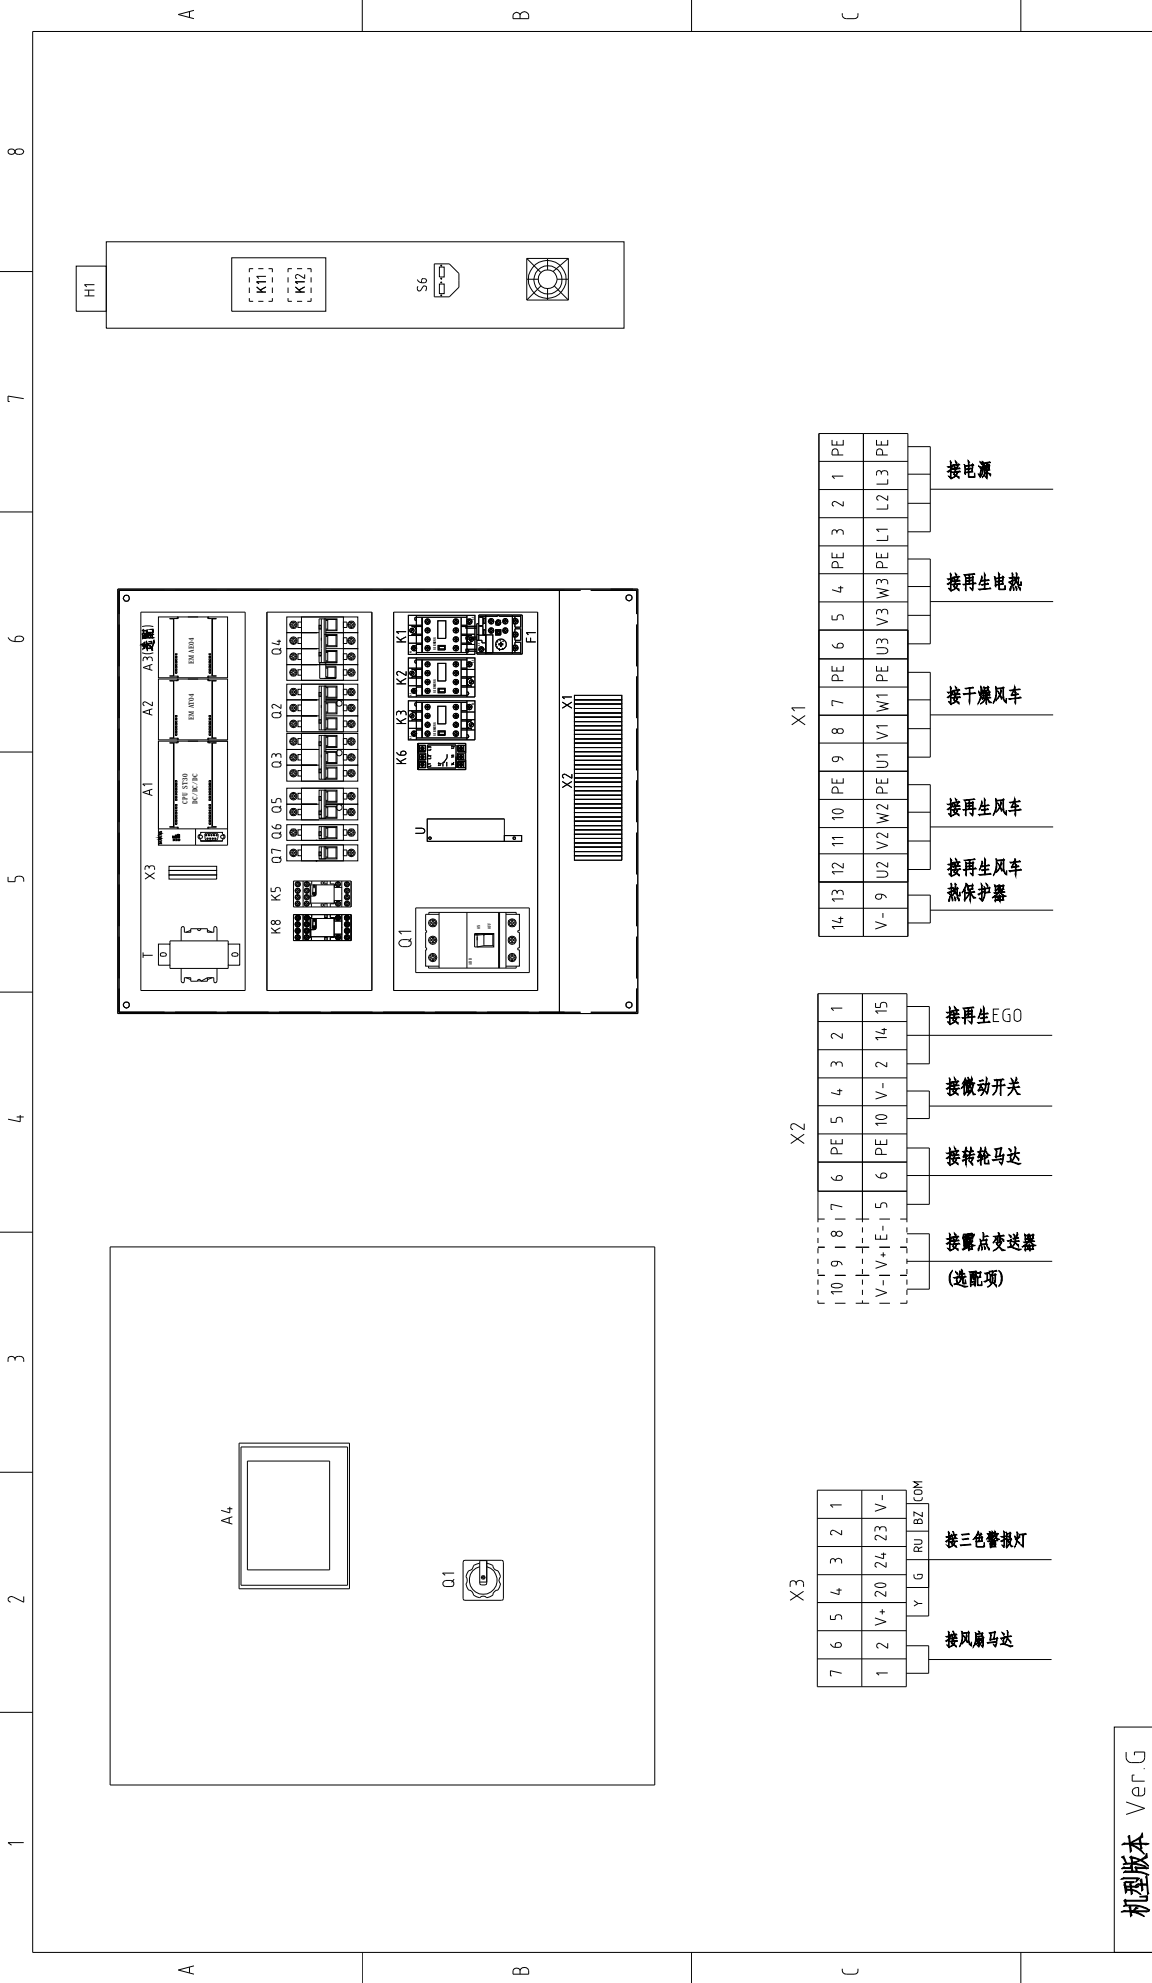 1 2 3 4 5 6 7 8
A
B
C
A
B
C
H1
K11
K12
S6
T X3 A1 A2 A3(选配)
CPU ST30
DC/DC/DC
EM AT04
EM AE04
K8 K5 Q7 Q6 Q5 Q3 Q2 Q4
Q1 U K6 K3 K2 K1
F1
X2 X1
A4
Q1
X3
7 6 5 4 3 2 1
1 2 V+ 20 24 23 V-
Y G RU BZ COM
接风扇马达
接三色警报灯
X2
10 9 8 7 6 PE 5 4 3 2 1
V- V+ E- 5 6 PE 10 V- 2 14 15
接露点变送器
(选配项)
接转轮马达
接微动开关
接再生EGO
X1
14 13 12 11 10 PE 9 8 7 PE 6 5 4 PE 3 2 1 PE
V- 9 U2 V2 W2 PE U1 V1 W1 PE U3 V3 W3 PE L1 L2 L3 PE
接再生风车
热保护器
接再生风车
接干燥风车
接再生电热
接电源
机型版本 Ver.G